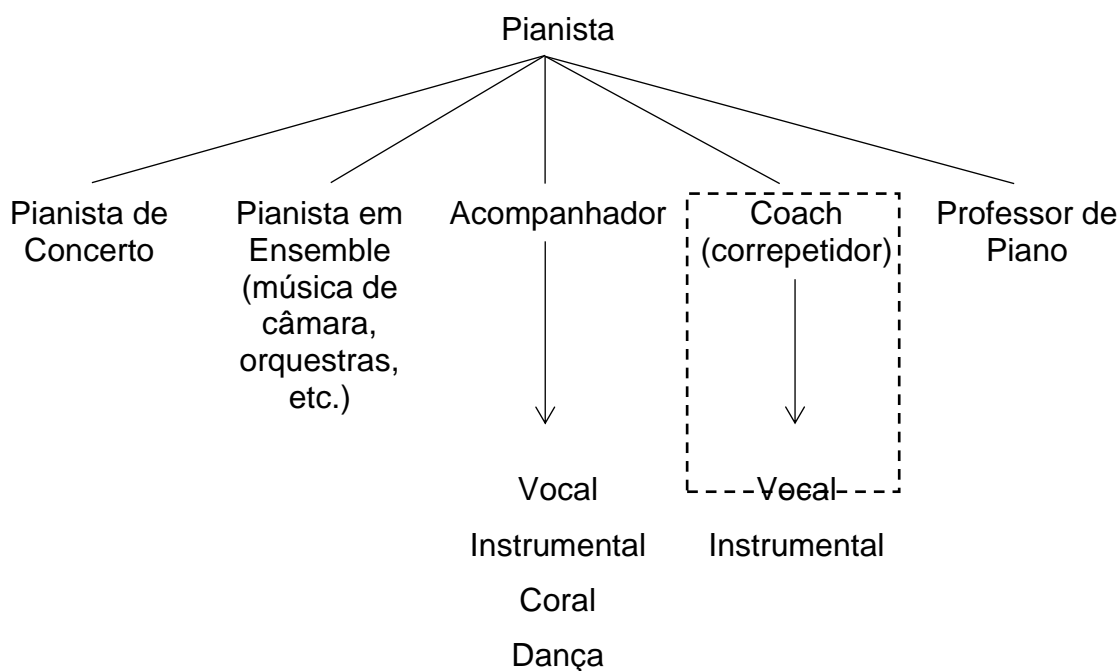 Pianista
Pianista de
Concerto
Pianista em
Ensemble
(música de
câmara,
orquestras,
etc.)
Acompanhador
Vocal
Instrumental
Coral
Dança
Coach
(correpetidor)
Vocal
Instrumental
Professor de
Piano